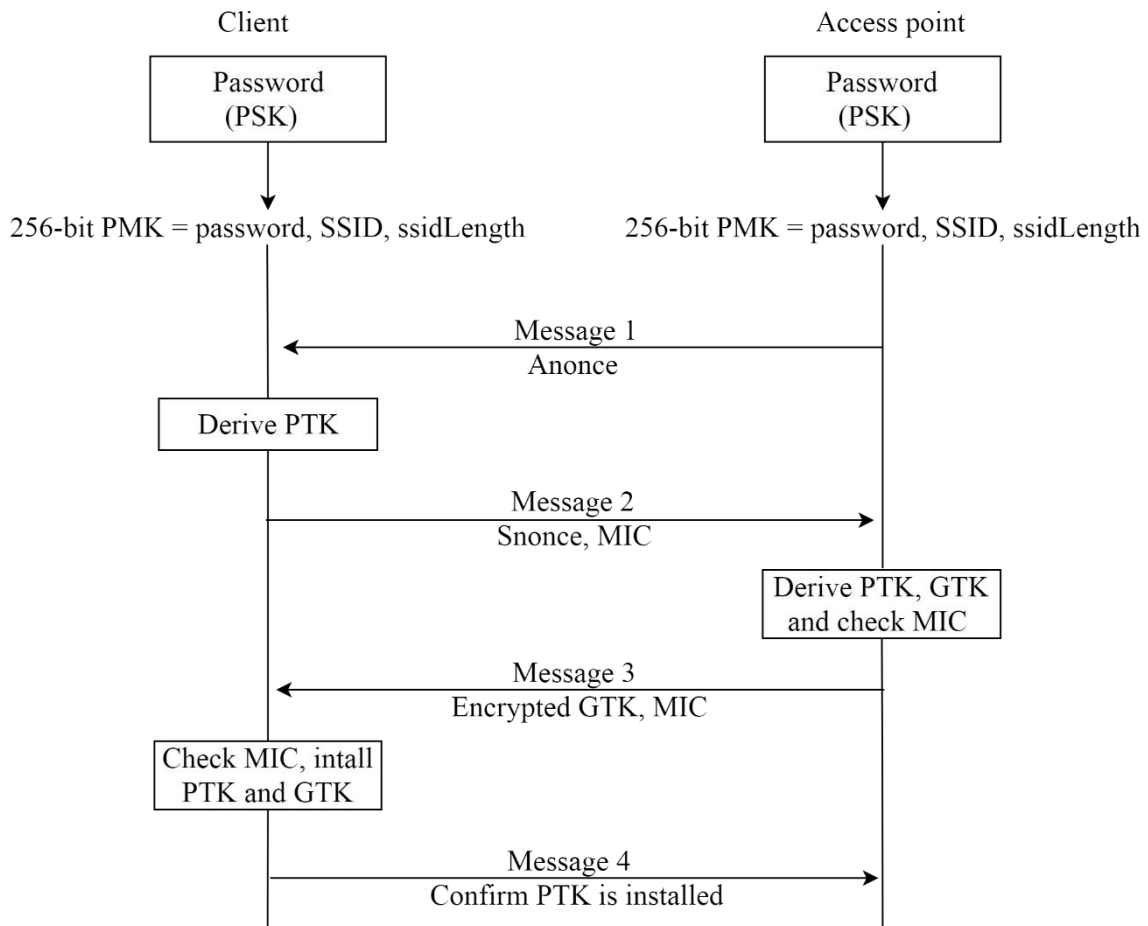 Client
Access point
Password
(PSK)
Password
(PSK)
256-bit PMK = password, SSID, ssidLength
256-bit PMK = password, SSID, ssidLength
Message 1
Anonce
Derive PTK
Message 2
Snonce, MIC
Derive PTK, GTK
and check MIC
Message 3
Encrypted GTK, MIC
Check MIC, intall
PTK and GTK
Message 4
Confirm PTK is installed